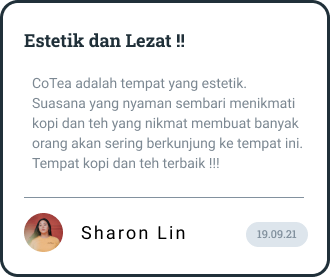 Estetik dan Lezat !!
CoTea adalah tempat yang estetik.
Suasana yang nyaman sembari menikmati
kopi dan teh yang nikmat membuat banyak
orang akan sering berkunjung ke tempat ini.
Tempat kopi dan teh terbaik !!!
Sharon Lin
19.09.21